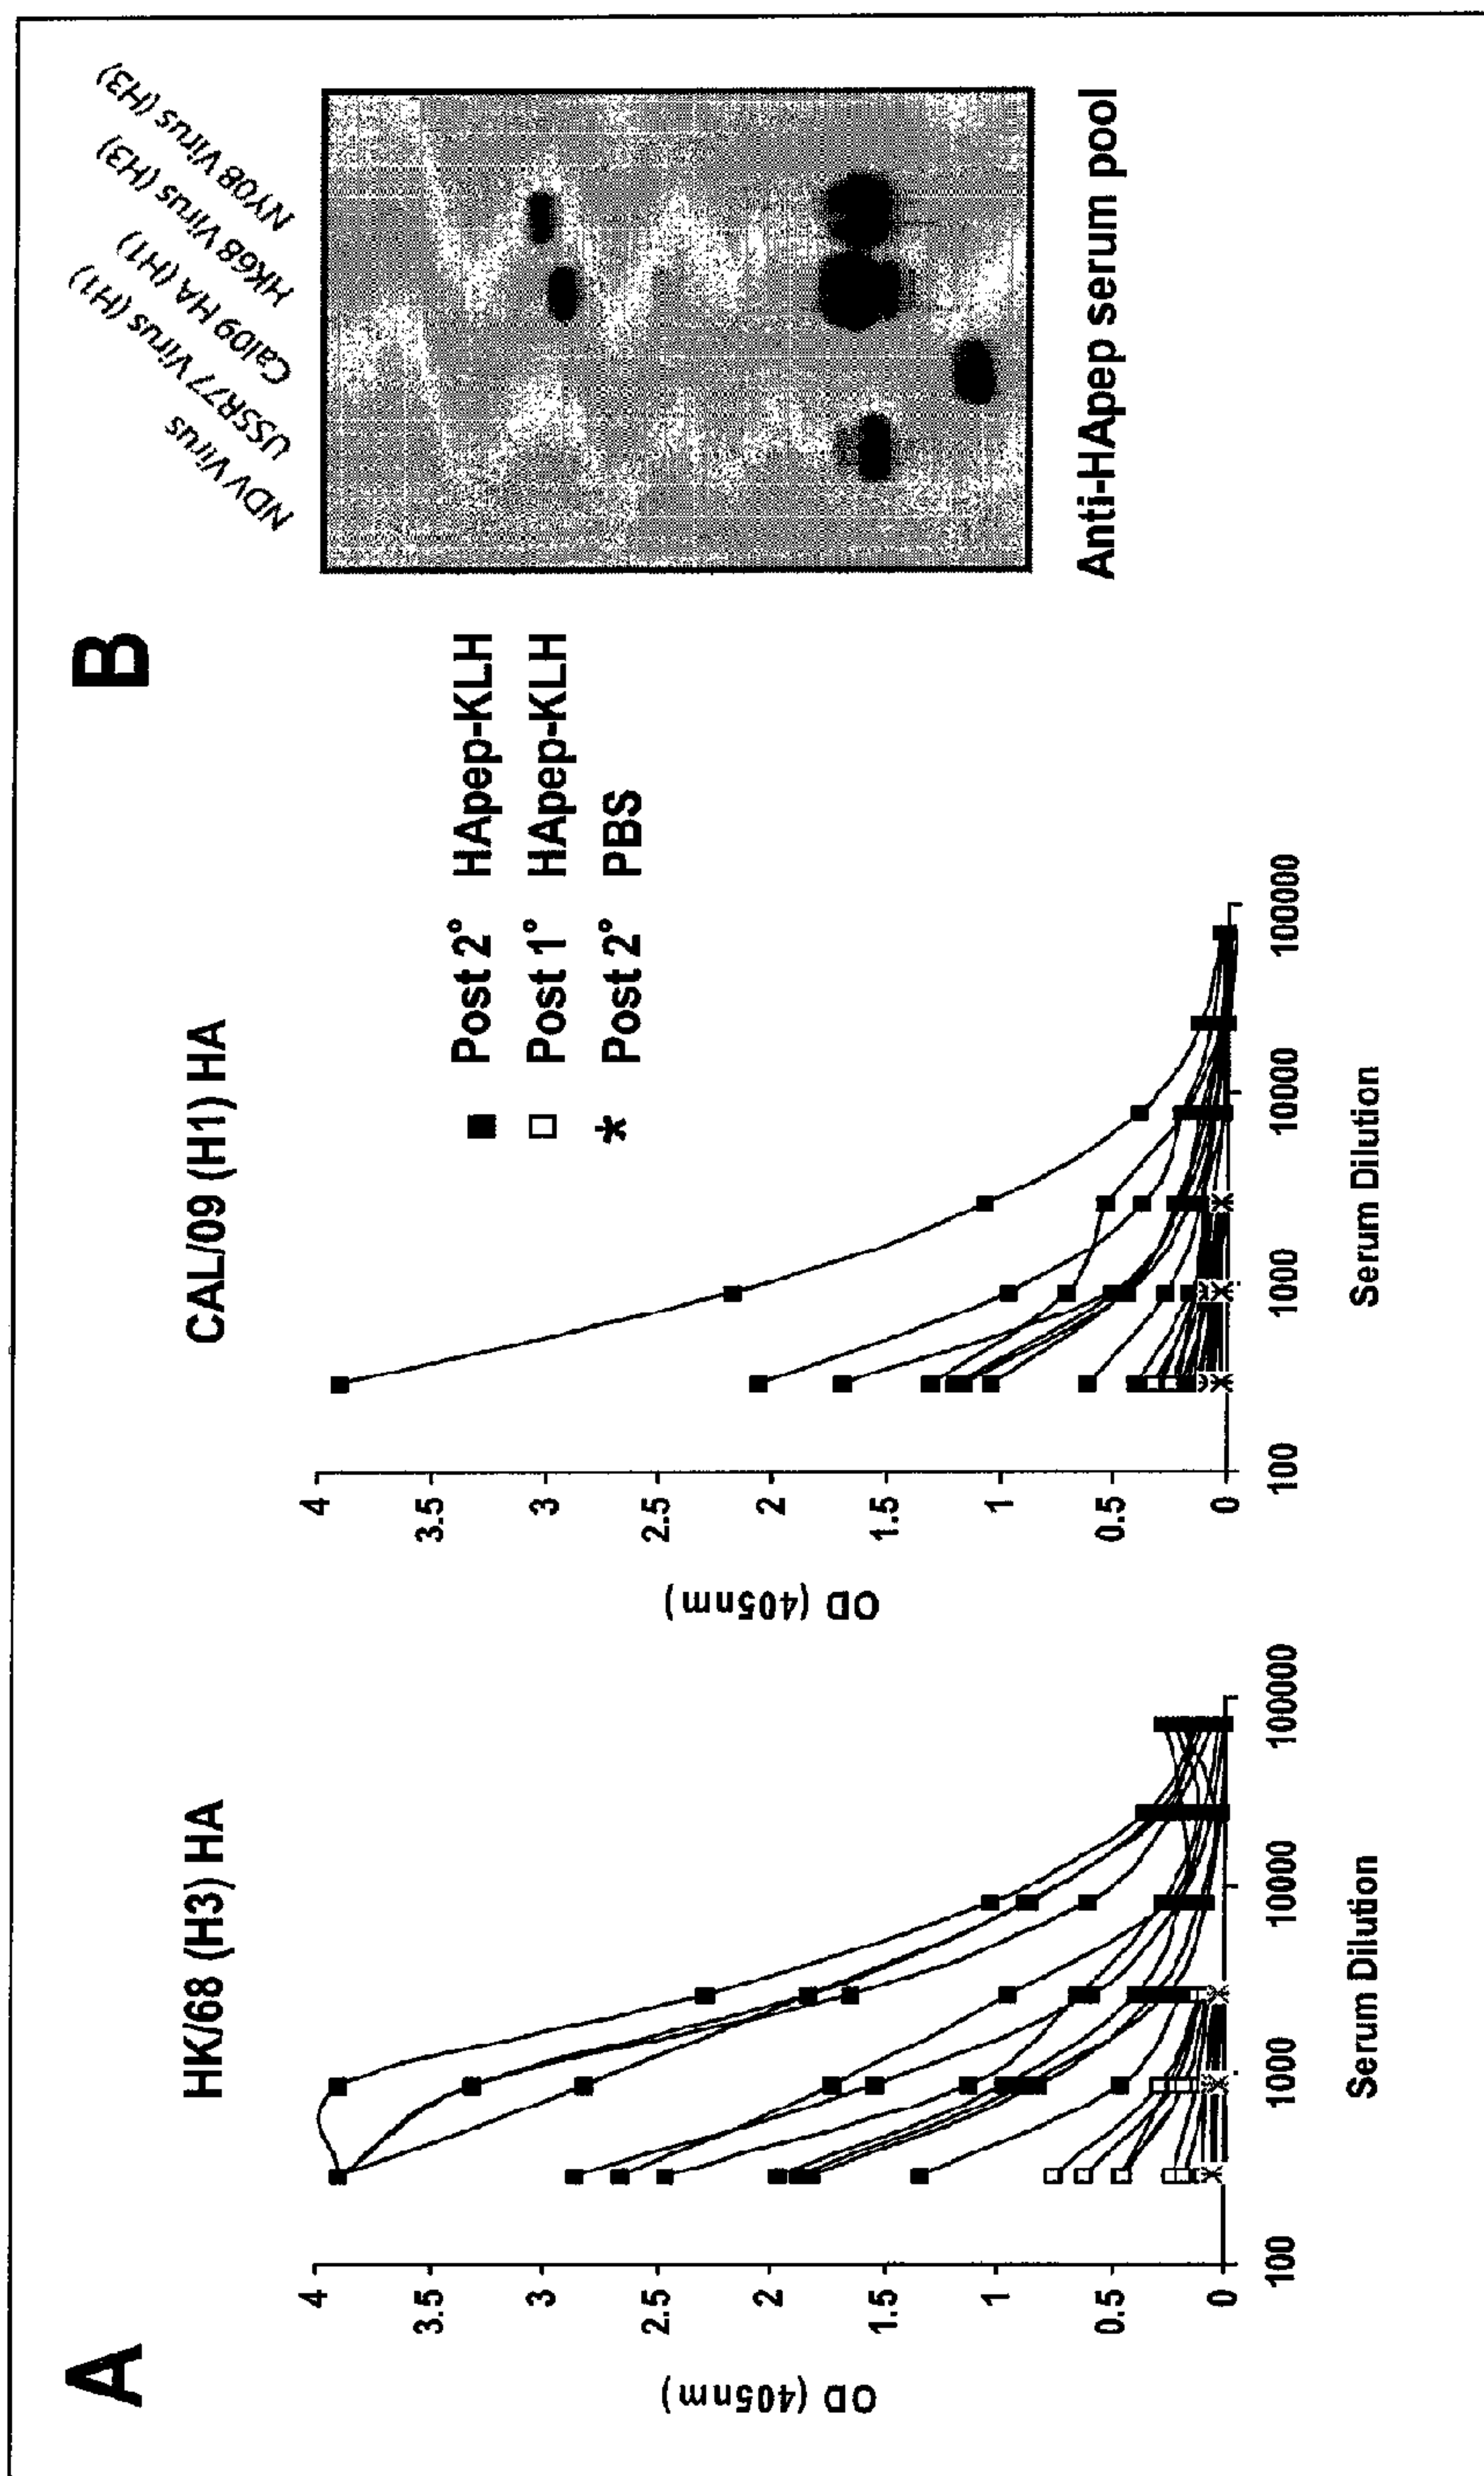 A
HK/68 (H3) HA
OD (405nm)
4
3.5
3
2.5
2
1.5
1
0.5
0
100
1000
10000
100000
Serum Dilution
CAL/09 (H1) HA
OD (405nm)
4
3.5
3
2.5
2
1.5
1
0.5
0
100
1000
10000
100000
Serum Dilution
■ Post 2° HApep-KLH
□ Post 1° HApep-KLH
* Post 2° PBS
B
NDV Virus
USSR77 Virus (H1)
Cal09 HA (H1)
HK68 Virus (H3)
NY08 Virus (H3)
Anti-HApep serum pool